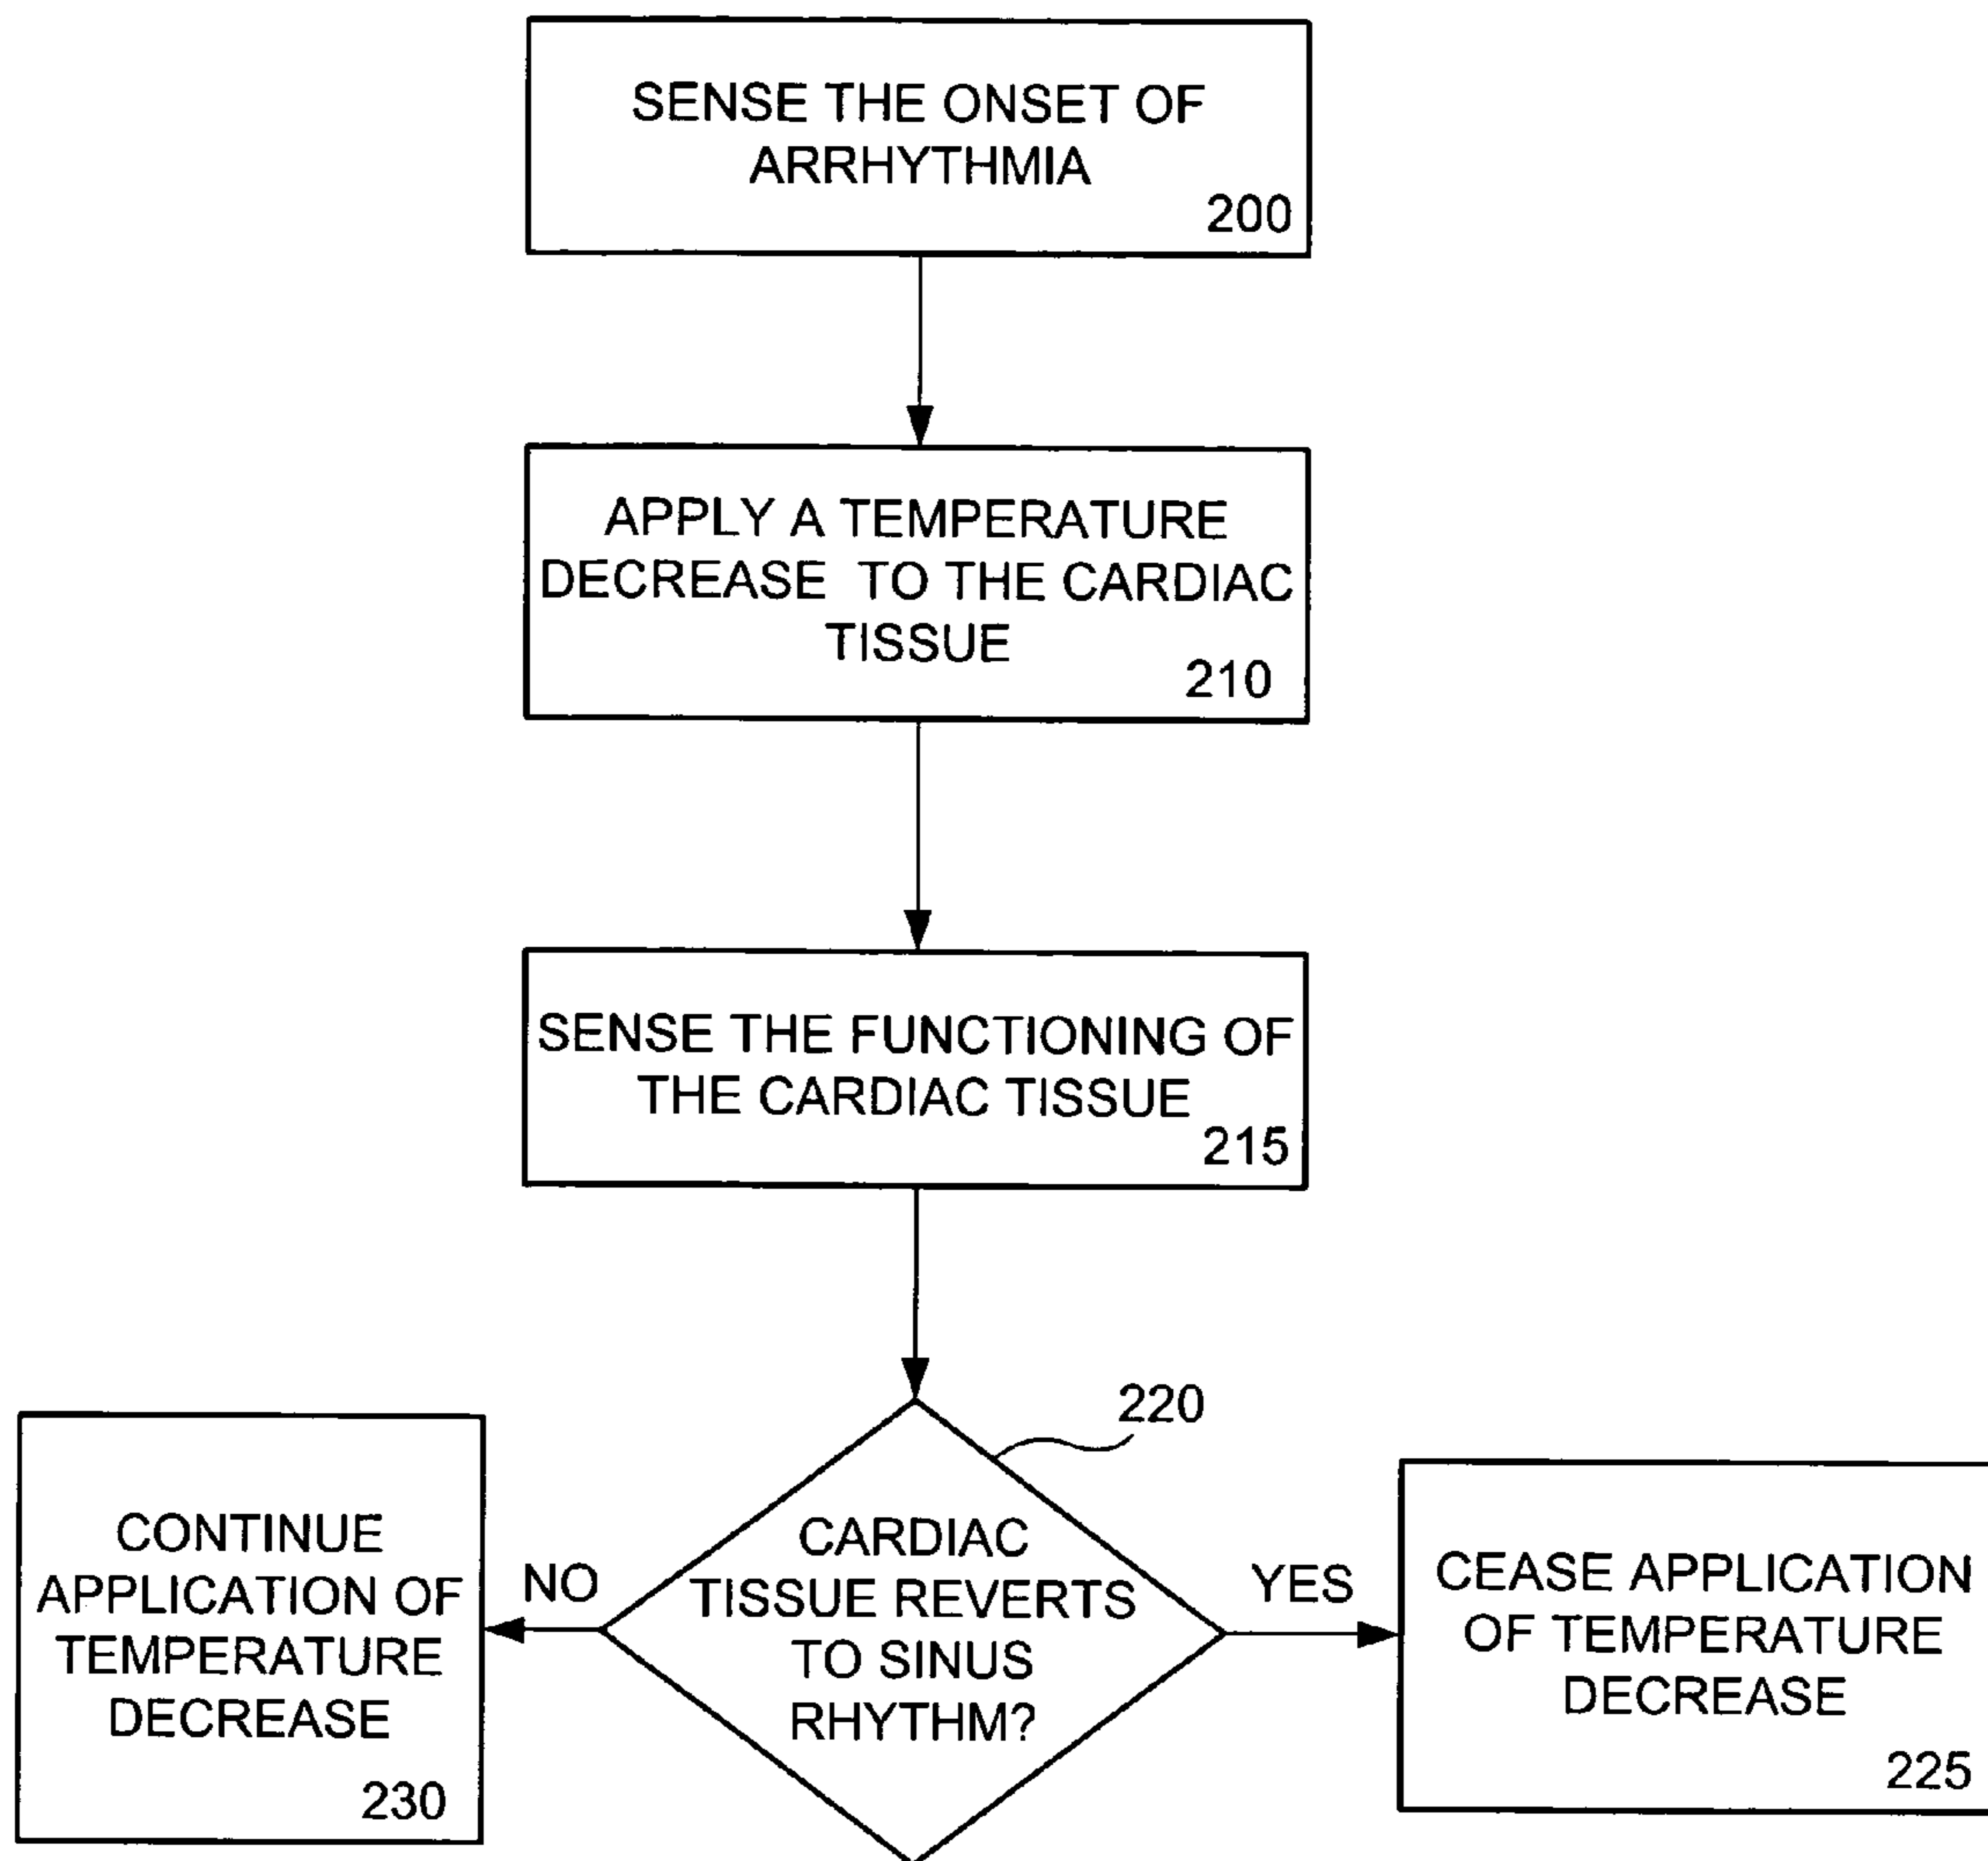 SENSE THE ONSET OF
ARRHYTHMIA
200
APPLY A TEMPERATURE
DECREASE TO THE CARDIAC
TISSUE
210
SENSE THE FUNCTIONING OF
THE CARDIAC TISSUE
215
220
CONTINUE
APPLICATION OF
TEMPERATURE
DECREASE
230
NO
CARDIAC
TISSUE REVERTS
TO SINUS
RHYTHM?
YES
CEASE APPLICATION
OF TEMPERATURE
DECREASE
225